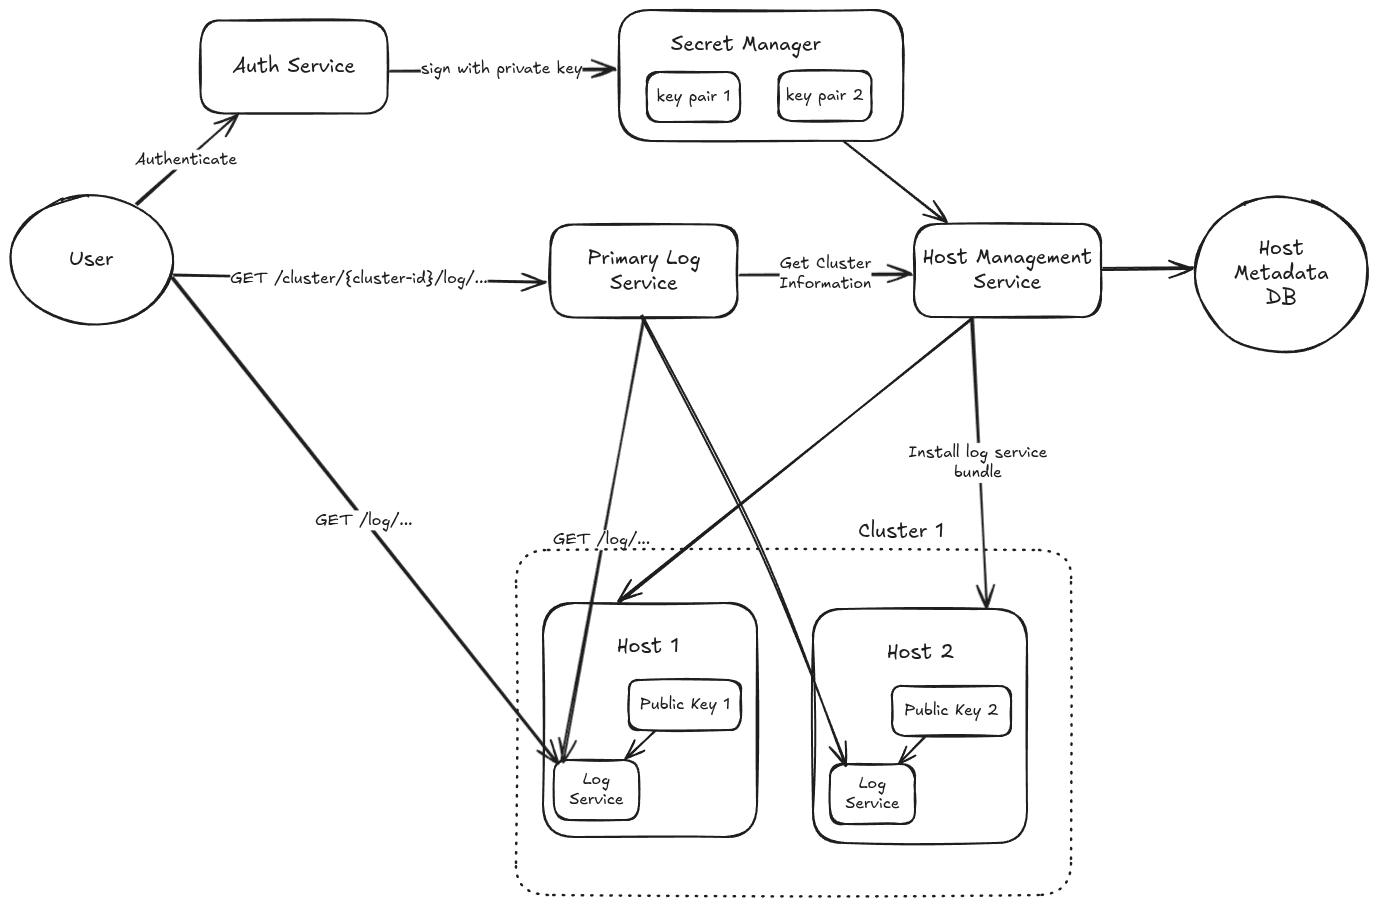 Secret Manager
Auth Service
sign with private key
key pair 1
key pair 2
Authenticate
User
GET /cluster/{cluster-id}/log/...
Primary Log
Service
Get Cluster
Information
Host Management
Service
Host
Metadata
DB
Install log service
bundle
GET /log/...
GET /log/...
Cluster 1
Host 1
Public Key 1
Log
Service
Host 2
Public Key 2
Log
Service